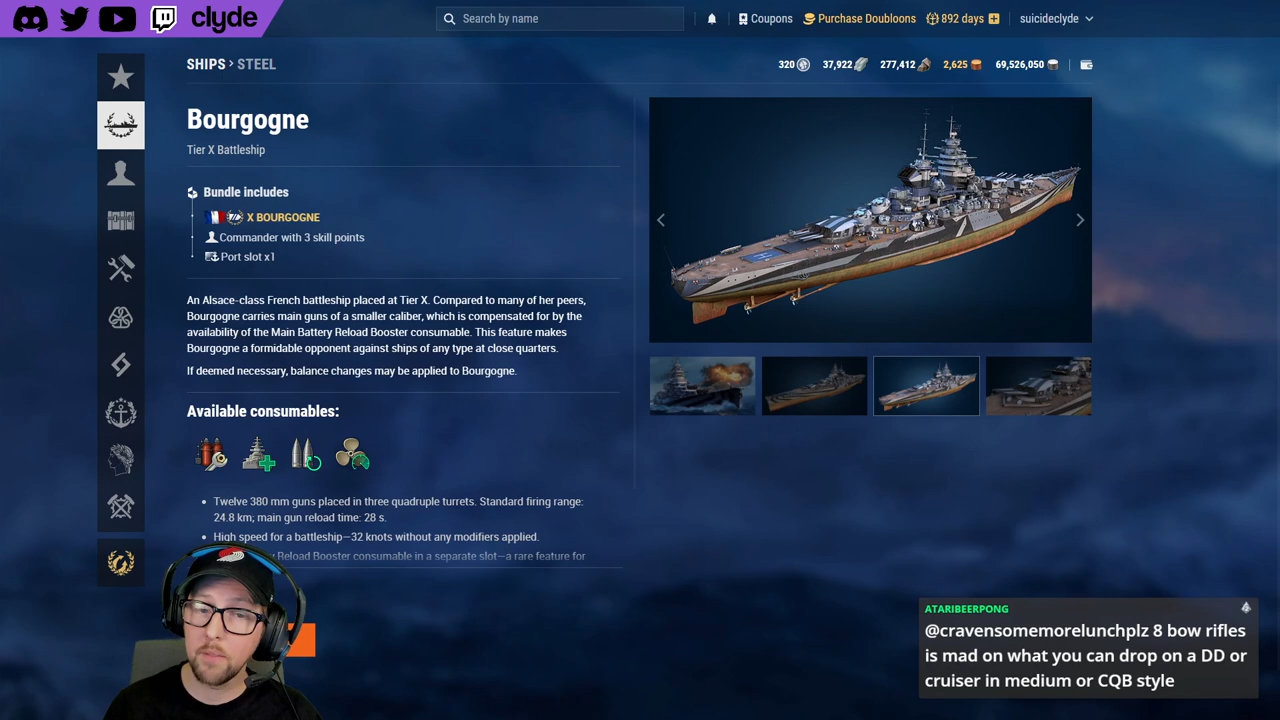 clyde
Search by name
Coupons
Purchase Doubloons
892 days
suicideclyde
SHIPS > STEEL
320
37,922
277,412
2,625
69,526,050
Bourgogne
Tier X Battleship
Bundle includes
X BOURGOGNE
Commander with 3 skill points
Port slot x1
An Alsace-class French battleship placed at Tier X. Compared to many of her peers,
Bourgogne carries main guns of a smaller caliber, which is compensated for by the
availability of the Main Battery Reload Booster consumable. This feature makes
Bourgogne a formidable opponent against ships of any type at close quarters.
If deemed necessary, balance changes may be applied to Bourgogne.
Available consumables:
• Twelve 380 mm guns placed in three quadruple turrets. Standard firing range:
24.8 km; main gun reload time: 28 s.
• High speed for a battleship—32 knots without any modifiers applied.
Reload Booster consumable in a separate slot—a rare feature for
ATARIBEERPONG
@cravensomemorelunchplz 8 bow rifles
is mad on what you can drop on a DD or
cruiser in medium or CQB style